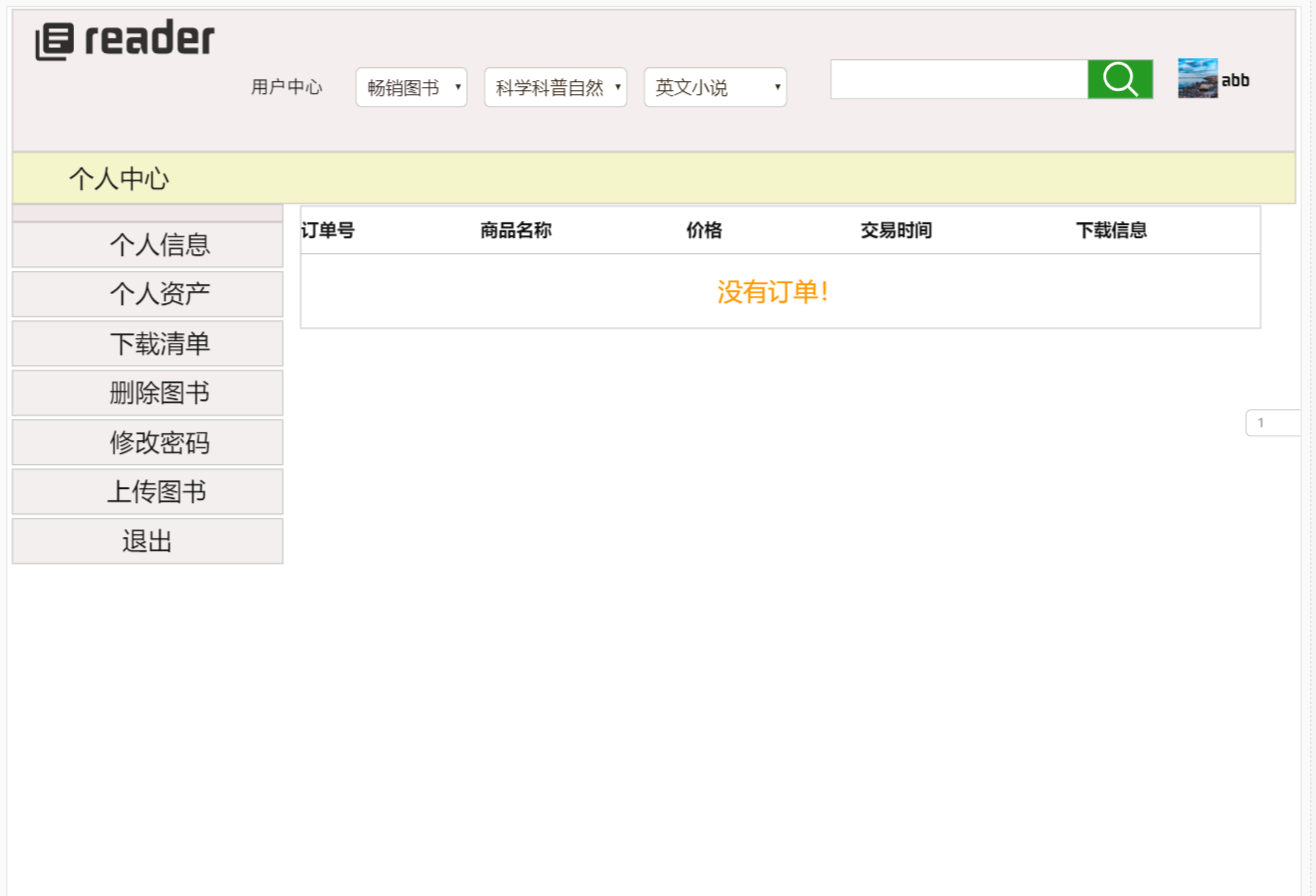 reader
用户中心 畅销图书 科学科普自然 英文小说 abb
个人中心
个人信息
个人资产
下载清单
删除图书
修改密码
上传图书
退出
订单号 商品名称 价格 交易时间 下载信息
没有订单!
1